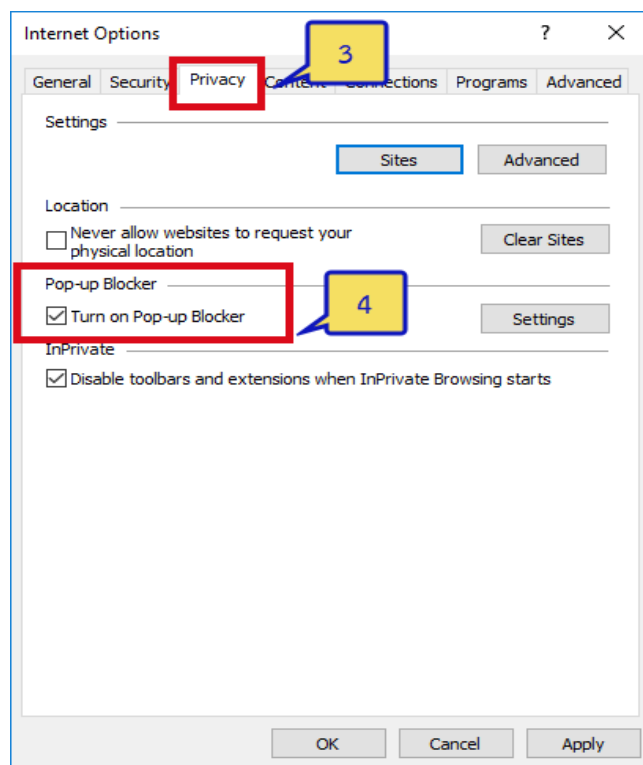 Internet Options ? ✕
3
General Security Privacy Content Connections Programs Advanced
Settings
Sites Advanced
Location
Never allow websites to request your
physical location
Clear Sites
Pop-up Blocker
4
Turn on Pop-up Blocker
Settings
InPrivate
Disable toolbars and extensions when InPrivate Browsing starts
OK Cancel Apply